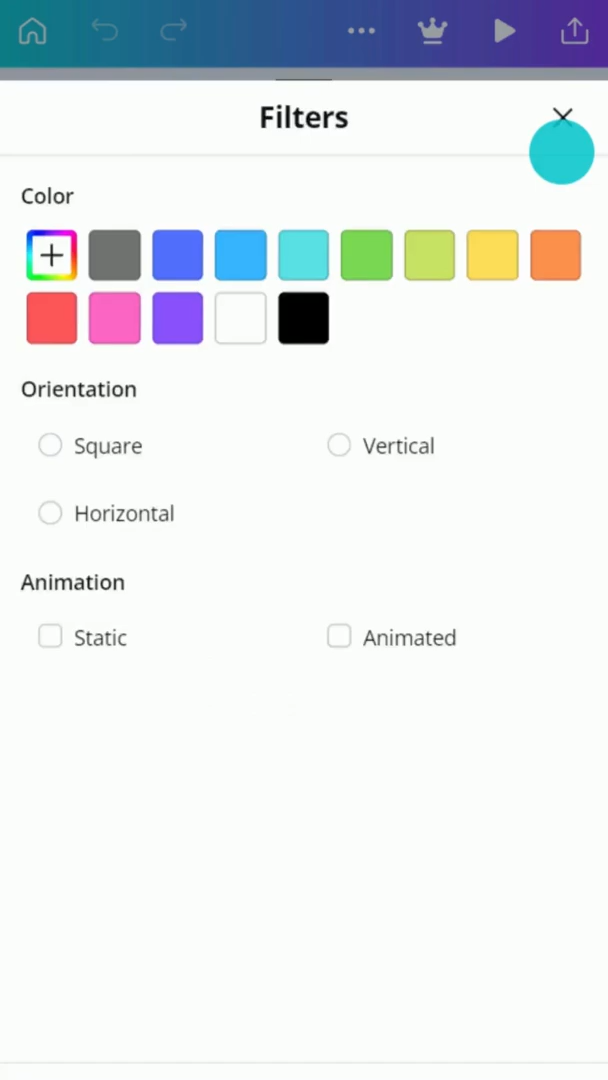 Filters
Color
Orientation
Square
Vertical
Horizontal
Animation
Static
Animated